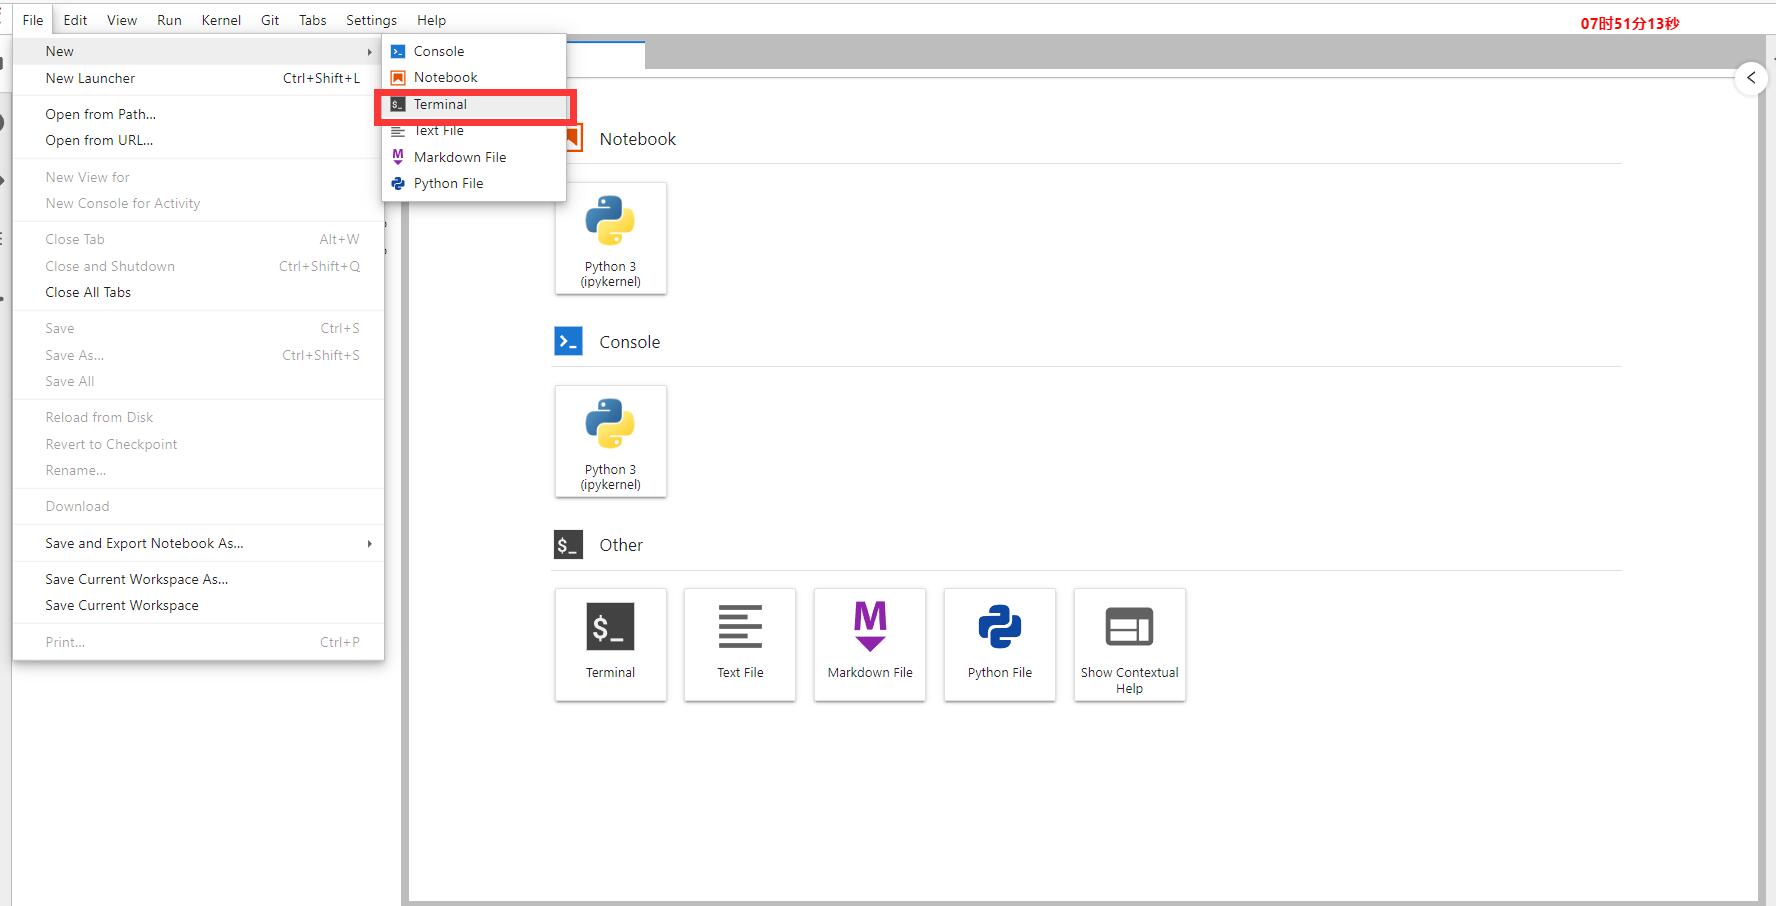 File Edit View Run Kernel Git Tabs Settings Help
07时51分13秒
New
New Launcher Ctrl+Shift+L
Open from Path...
Open from URL...
New View for
New Console for Activity
Close Tab Alt+W
Close and Shutdown Ctrl+Shift+Q
Close All Tabs
Save Ctrl+S
Save As... Ctrl+Shift+S
Save All
Reload from Disk
Revert to Checkpoint
Rename...
Download
Save and Export Notebook As...
Save Current Workspace As...
Save Current Workspace
Print... Ctrl+P
Console
Notebook
Terminal
Text File
Markdown File
Python File
Notebook
Python 3
(ipykernel)
Console
Python 3
(ipykernel)
$_ Other
$_
Terminal
Text File
M
Markdown File
Python File
Show Contextual
Help